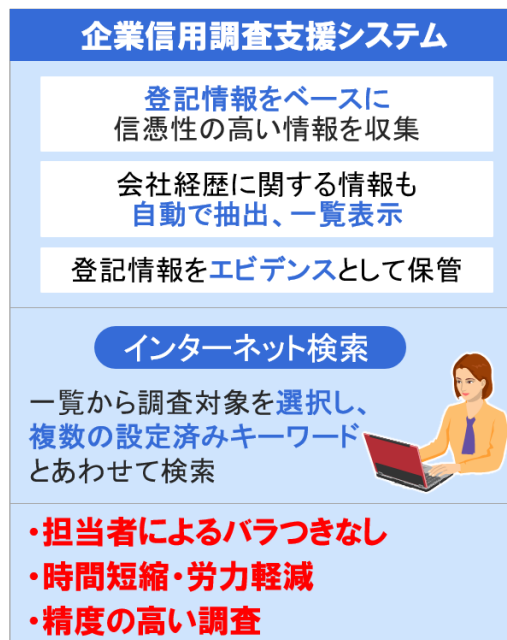 企業信用調査支援システム
登記情報をベースに
信憑性の高い情報を収集
会社経歴に関する情報も
自動で抽出、一覧表示
登記情報をエビデンスとして保管
インターネット検索
一覧から調査対象を選択し、
複数の設定済みキーワード
とあわせて検索
・担当者によるバラつきなし
・時間短縮・労力軽減
・精度の高い調査